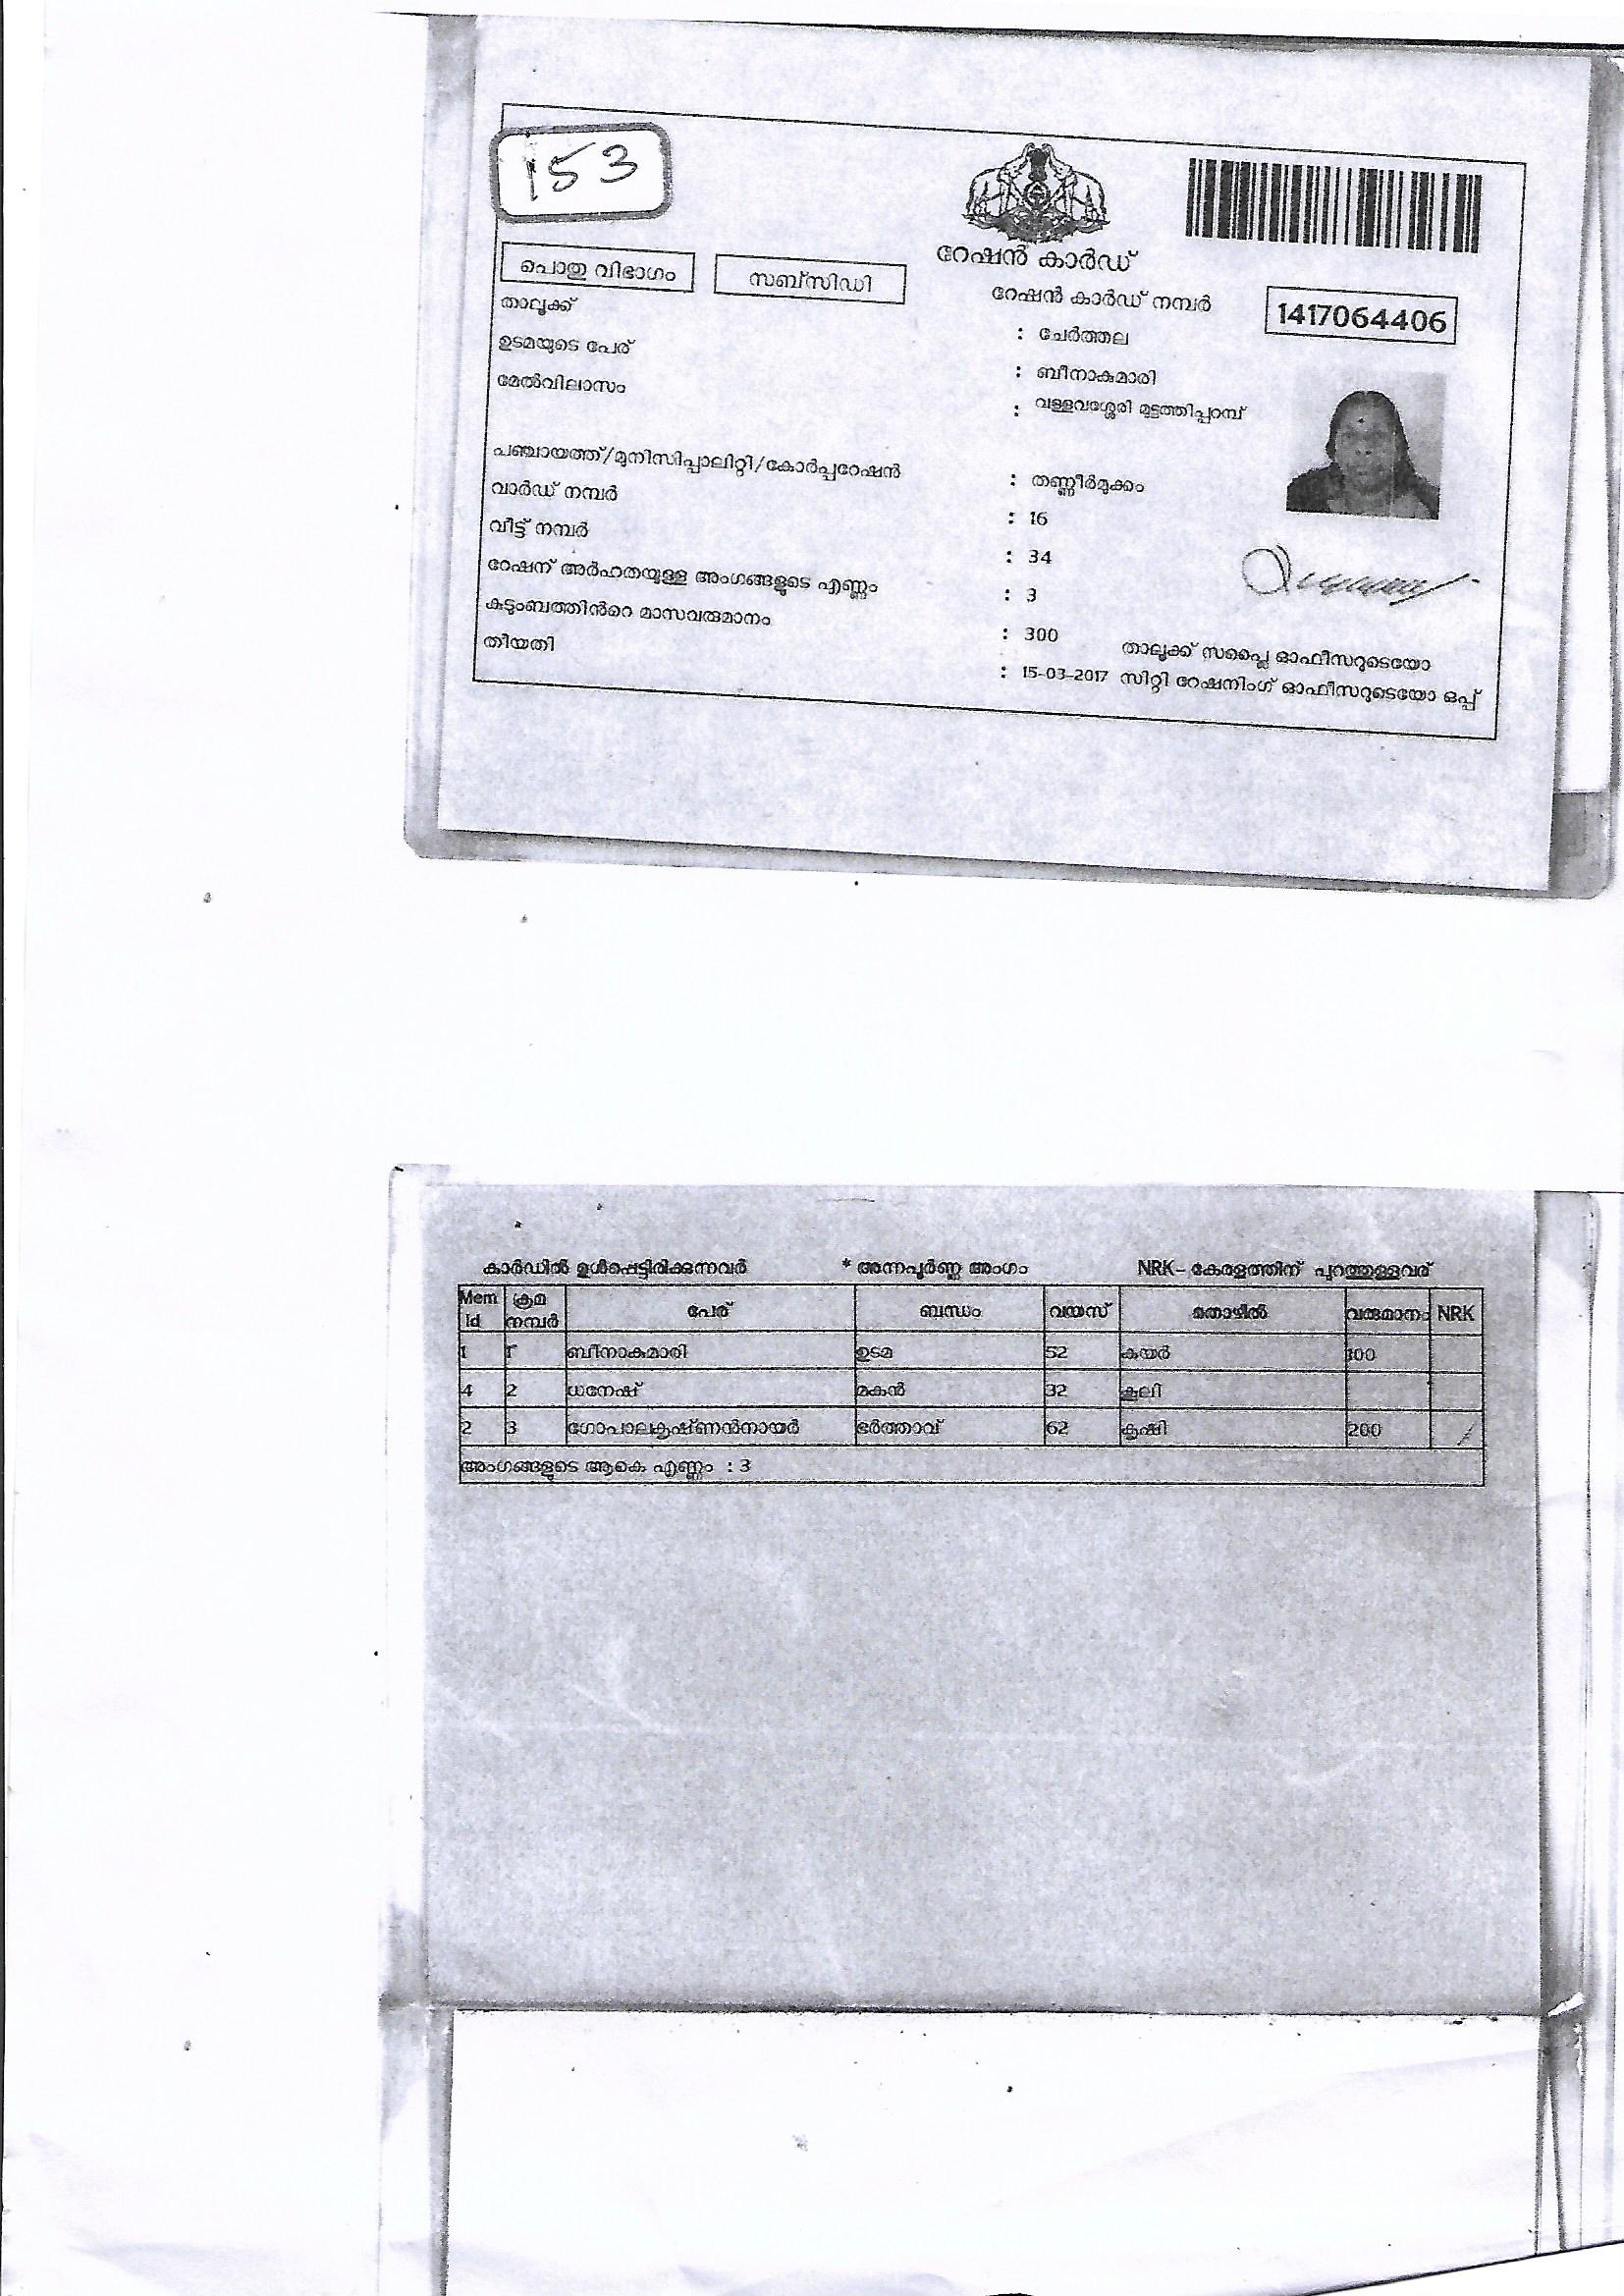 153
റേഷൻ കാർഡ്
പൊതു വിഭാഗം സബ്സിഡി റേഷൻ കാർഡ് നമ്പർ 1417064406
താലൂക്ക് : ചേർത്തല
ഉടമയുടെ പേര് : ബീനാകുമാരി
മേൽവിലാസം : വള്ളവശ്ശേരി മുട്ടത്തിപ്പറമ്പ്
പഞ്ചായത്ത്/മുനിസിപ്പാലിറ്റി/കോർപ്പറേഷൻ : തണ്ണീർമുക്കം
വാർഡ് നമ്പർ : 16
വീട്ട് നമ്പർ : 34
റേഷന് അർഹതയുള്ള അംഗങ്ങളുടെ എണ്ണം : 3
കുടുംബത്തിൻറെ മാസവരുമാനം : 300
തീയതി : 15-03-2017
താലൂക്ക് സപ്ലൈ ഓഫീസറുടെയോ
സിറ്റി റേഷനിംഗ് ഓഫീസറുടെയോ ഒപ്പ്
കാർഡിൽ ഉൾപ്പെട്ടിരിക്കുന്നവർ * അന്നപൂർണ്ണ അംഗം NRK- കേരളത്തിന് പുറത്തുള്ളവര്
Mem Id ക്രമ നമ്പർ പേര് ബന്ധം വയസ് തൊഴിൽ വരുമാനം NRK
1 1 ബീനാകുമാരി ഉടമ 52 കയർ 100
4 2 ധനേഷ് മകൻ 32 കൂലി
2 3 ഗോപാലകൃഷ്ണൻനായർ ഭർത്താവ് 62 കൃഷി 200
അംഗങ്ങളുടെ ആകെ എണ്ണം : 3